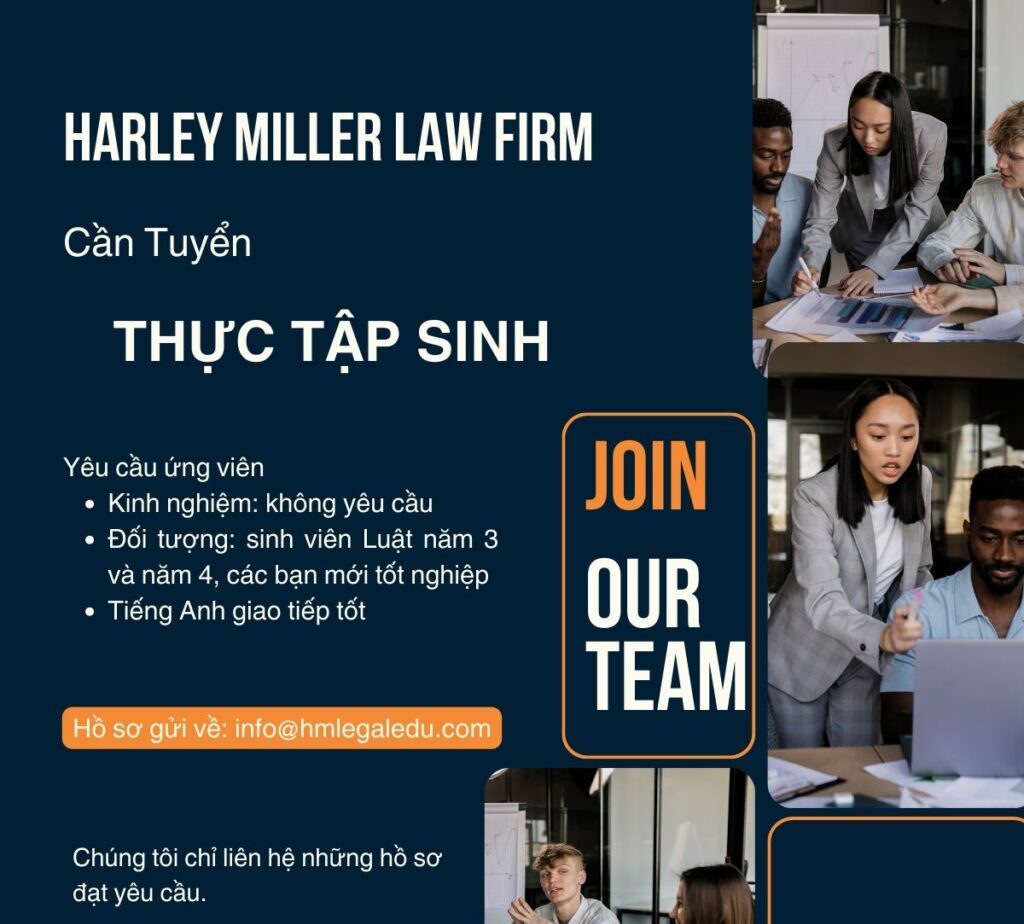 HARLEY MILLER LAW FIRM
Cần Tuyển
THỰC TẬP SINH
Yêu cầu ứng viên
• Kinh nghiệm: không yêu cầu
• Đối tượng: sinh viên Luật năm 3
và năm 4, các bạn mới tốt nghiệp
• Tiếng Anh giao tiếp tốt
JOIN
OUR
TEAM
Hồ sơ gửi về: info@hmlegaledu.com
Chúng tôi chỉ liên hệ những hồ sơ
đạt yêu cầu.